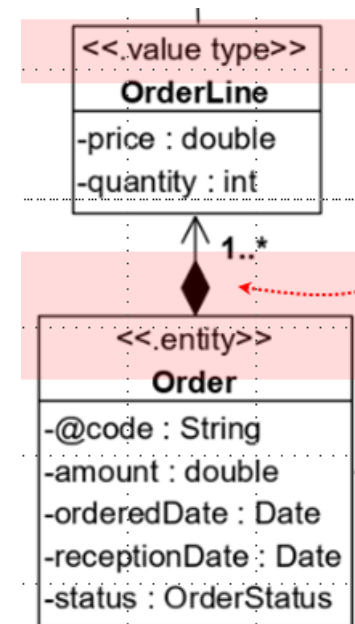 <<.value type>>
OrderLine
-price : double
-quantity : int
1..*
<<.entity>>
Order
-@code : String
-amount : double
-orderedDate : Date
-receptionDate : Date
-status : OrderStatus